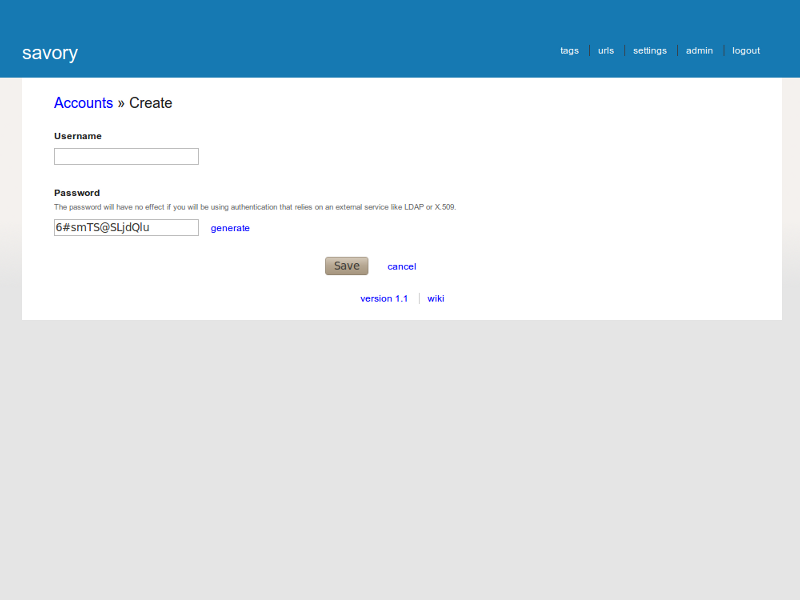 savory
tags urls settings admin logout
Accounts » Create
Username
Password
The password will have no effect if you will be using authentication that relies on an external service like LDAP or X.509.
6#smTS@SLjdQlu generate
Save cancel
version 1.1 wiki